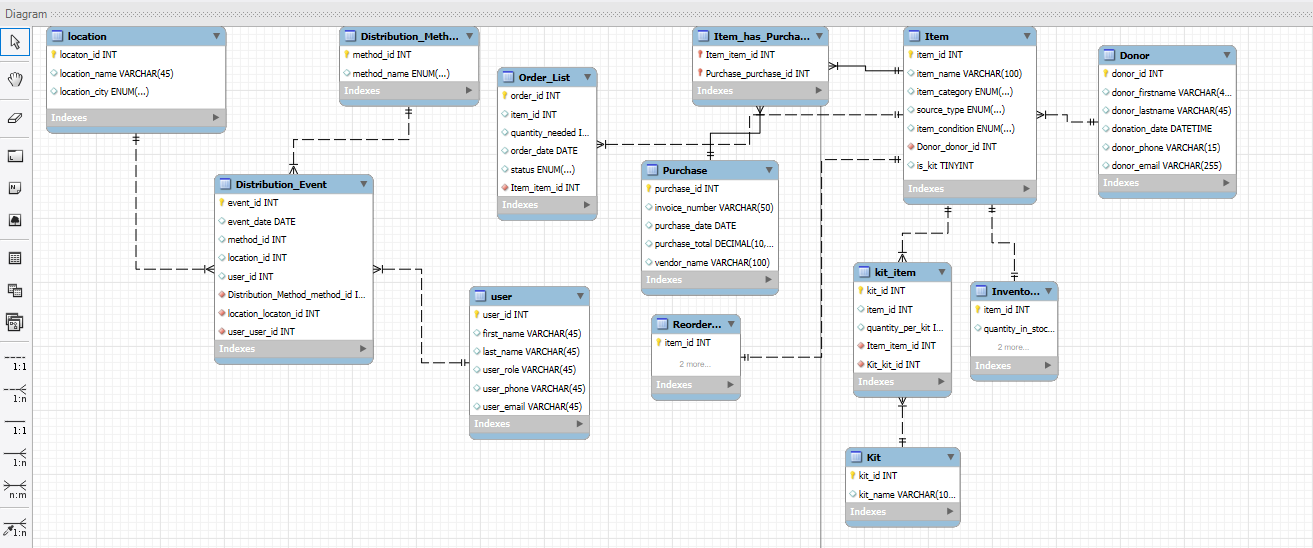 Diagram
location
locaton_id INT
location_name VARCHAR(45)
location_city ENUM(...)
Indexes
Distribution_Meth...
method_id INT
method_name ENUM(...)
Indexes
Order_List
order_id INT
item_id INT
quantity_needed I...
order_date DATE
status ENUM(...)
Item_item_id INT
Indexes
Item_has_Purcha...
Item_item_id INT
Purchase_purchase_id INT
Indexes
Item
item_id INT
item_name VARCHAR(100)
item_category ENUM(...)
source_type ENUM(...)
item_condition ENUM(...)
Donor_donor_id INT
is_kit TINYINT
Indexes
Donor
donor_id INT
donor_firstname VARCHAR(4...
donor_lastname VARCHAR(45)
donation_date DATETIME
donor_phone VARCHAR(15)
donor_email VARCHAR(255)
Indexes
Distribution_Event
event_id INT
event_date DATE
method_id INT
location_id INT
user_id INT
Distribution_Method_method_id I...
location_locaton_id INT
user_user_id INT
Indexes
Purchase
purchase_id INT
invoice_number VARCHAR(50)
purchase_date DATE
purchase_total DECIMAL(10,...
vendor_name VARCHAR(100)
Indexes
user
user_id INT
first_name VARCHAR(45)
last_name VARCHAR(45)
user_role VARCHAR(45)
user_phone VARCHAR(45)
user_email VARCHAR(45)
Indexes
Reorder...
item_id INT
2 more...
Indexes
kit_item
kit_id INT
item_id INT
quantity_per_kit I...
Item_item_id INT
Kit_kit_id INT
Indexes
Invento...
item_id INT
quantity_in_stoc...
2 more...
Indexes
Kit
kit_id INT
kit_name VARCHAR(10...
Indexes
1:1
1:n
1:1
1:n
n:m
1:n